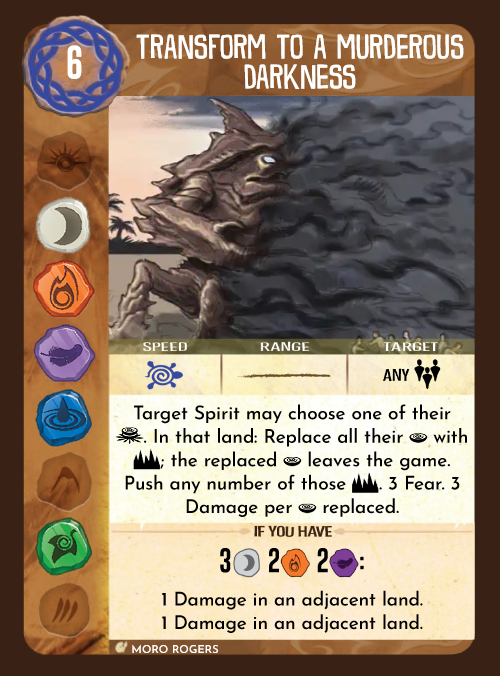 6
TRANSFORM TO A MURDEROUS
DARKNESS
SPEED RANGE TARGET
ANY
Target Spirit may choose one of their
. In that land: Replace all their with
; the replaced leaves the game.
Push any number of those . 3 Fear. 3
Damage per replaced.
IF YOU HAVE
3 2 2 :
1 Damage in an adjacent land.
1 Damage in an adjacent land.
MORO ROGERS